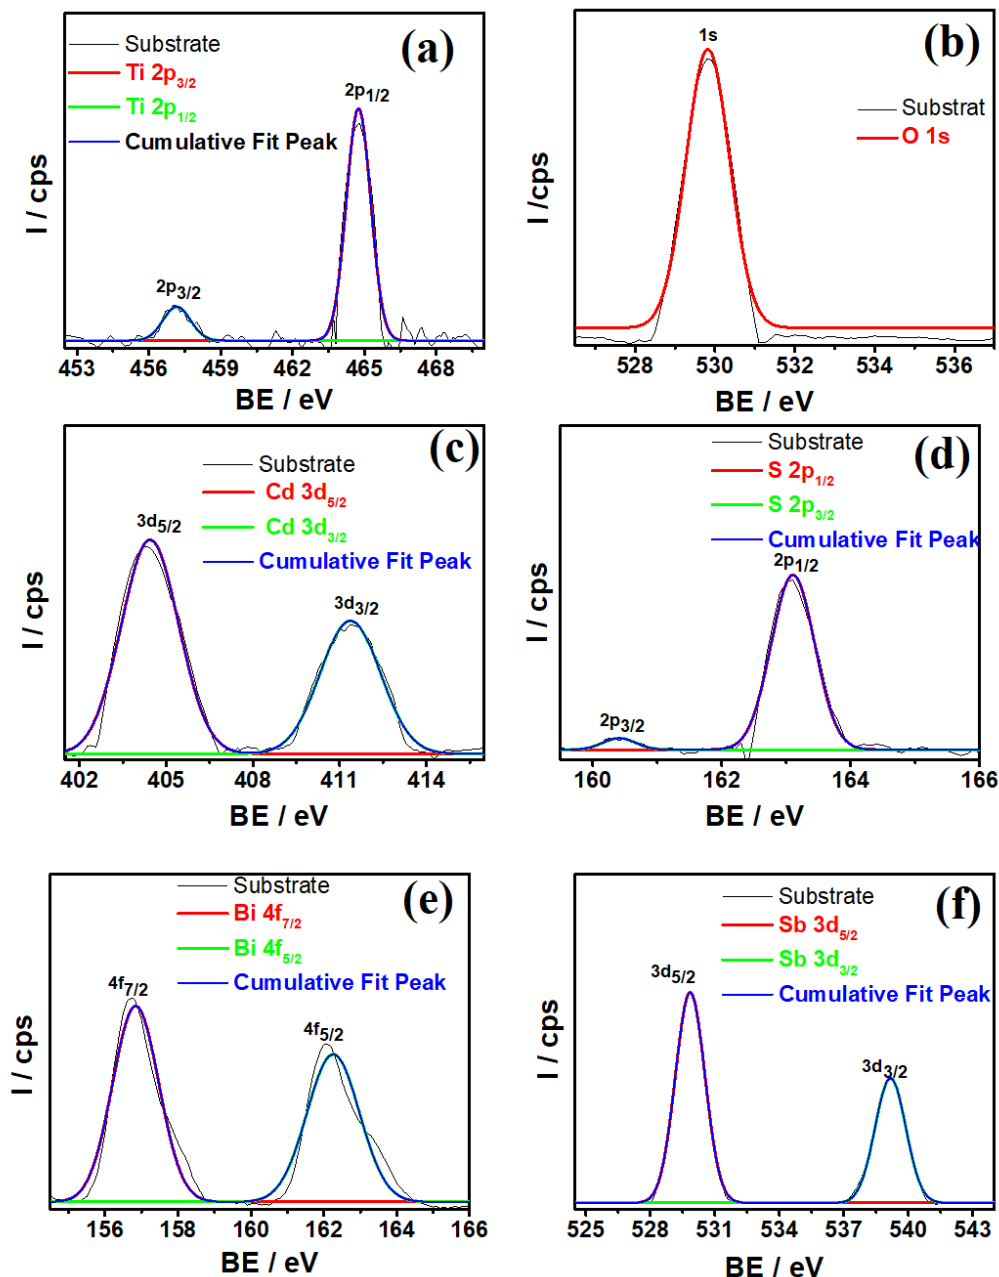 (a)
Substrate
Ti 2p3/2
Ti 2p1/2
Cumulative Fit Peak
2p1/2
2p3/2
I / cps
453 456 459 462 465 468
BE / eV
(b)
1s
Substrat
O 1s
I /cps
528 530 532 534 536
BE / eV
(c)
Substrate
Cd 3d5/2
Cd 3d3/2
Cumulative Fit Peak
3d5/2
3d3/2
I / cps
402 405 408 411 414
BE / eV
(d)
Substrate
S 2p1/2
S 2p3/2
Cumulative Fit Peak
2p1/2
2p3/2
I / cps
160 162 164 166
BE / eV
(e)
Substrate
Bi 4f7/2
Bi 4f5/2
Cumulative Fit Peak
4f7/2
4f5/2
I / cps
156 158 160 162 164 166
BE / eV
(f)
Substrate
Sb 3d5/2
Sb 3d3/2
Cumulative Fit Peak
3d5/2
3d3/2
I / cps
525 528 531 534 537 540 543
BE / eV